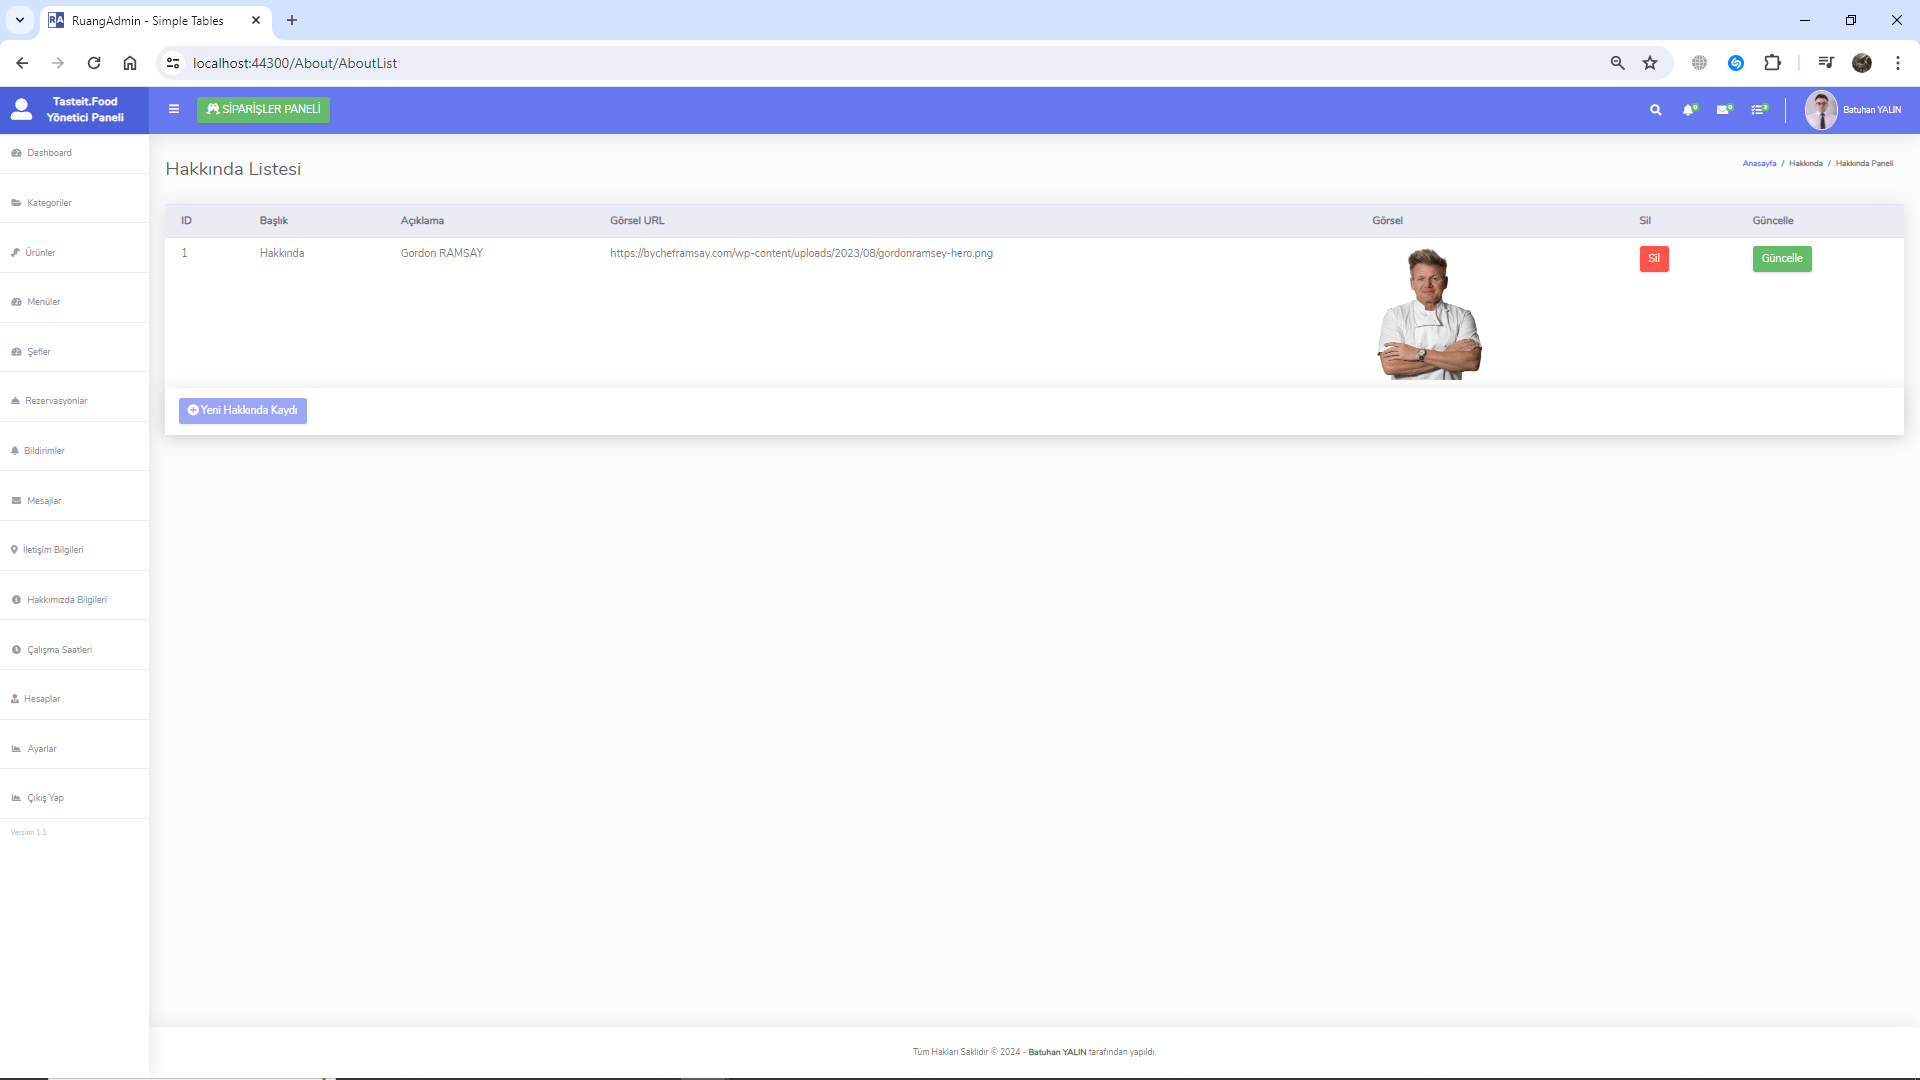 RA RuangAdmin - Simple Tables
localhost:44300/About/AboutList
Tasteit.Food
Yönetici Paneli
SİPARİŞLER PANELİ
0 0 3
Batuhan YALIN
Dashboard
Kategoriler
Ürünler
Menüler
Şefler
Rezervasyonlar
Bildirimler
Mesajlar
İletişim Bilgileri
Hakkımızda Bilgileri
Çalışma Saatleri
Hesaplar
Ayarlar
Çıkış Yap
Version 1.1
Hakkında Listesi
Anasayfa / Hakkında / Hakkında Paneli
ID Başlık Açıklama Görsel URL Görsel Sil Güncelle
1 Hakkında Gordon RAMSAY https://bycheframsay.com/wp-content/uploads/2023/08/gordonramsey-hero.png Sil Güncelle
Yeni Hakkında Kaydı
Tüm Hakları Saklıdır © 2024 - Batuhan YALIN tarafından yapıldı.